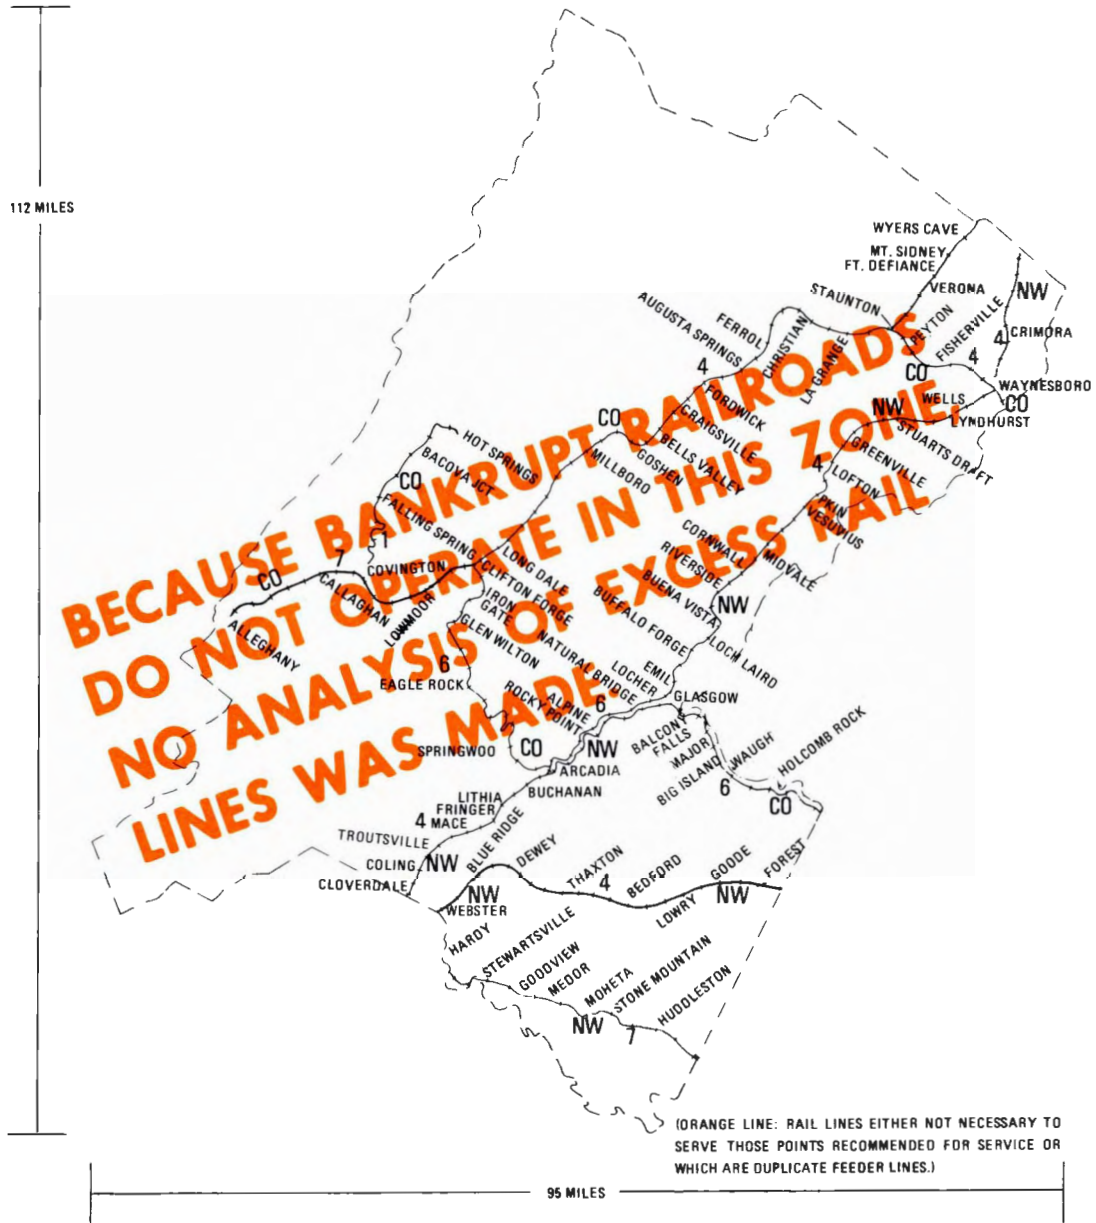 112 MILES
WYERS CAVE
MT. SIDNEY
FT. DEFIANCE
VERONA
STAUNTON
PEYTON
FISHERVILLE
NW
4
CRIMORA
AUGUSTA SPRINGS
FERROL
CHRISTIAN
LA GRANGE
4
CO
4
WAYNESBORO
CO
WELLS
NW
LYNDHURST
STUARTS DRAFT
GREENVILLE
4
LOFTON
PKIN
VESUVIUS
FORDWICK
CRAIGSVILLE
BELLS VALLEY
GOSHEN
CO
MILLBORO
HOT SPRINGS
BACOVA JCT
CO
FALLING SPRING
1
7
COVINGTON
CO
CALLAGHAN
ALLEGHANY
LOWMOOR
LONG DALE
CLIFTON FORGE
IRON
GATE
GLEN WILTON
6
EAGLE ROCK
CORNWALL
RIVERSIDE
MIDVALE
BUENA VISTA
NW
BUFFALO FORGE
LOCH LAIRD
NATURAL BRIDGE
LOCHER
EMIL
GLASGOW
ALPINE
ROCKY POINT
6
NW
SPRINGWOO
CO
ARCADIA
BUCHANAN
BALCONY
FALLS
MAJOR
BIG ISLAND
WAUGH
HOLCOMB ROCK
6
CO
LITHIA
FRINGER
4 MACE
TROUTSVILLE
COLING
NW
CLOVERDALE
BLUE RIDGE
DEWEY
NW
WEBSTER
THAXTON
4
BEDFORD
LOWRY
GOODE
NW
FOREST
HARDY
STEWARTSVILLE
GOODVIEW
MEDOR
MOHETA
STONE MOUNTAIN
HUDDLESTON
NW
7
BECAUSE BANKRUPT RAILROADS
DO NOT OPERATE IN THIS ZONE,
NO ANALYSIS OF EXCESS RAIL
LINES WAS MADE.
(ORANGE LINE: RAIL LINES EITHER NOT NECESSARY TO
SERVE THOSE POINTS RECOMMENDED FOR SERVICE OR
WHICH ARE DUPLICATE FEEDER LINES.)
95 MILES